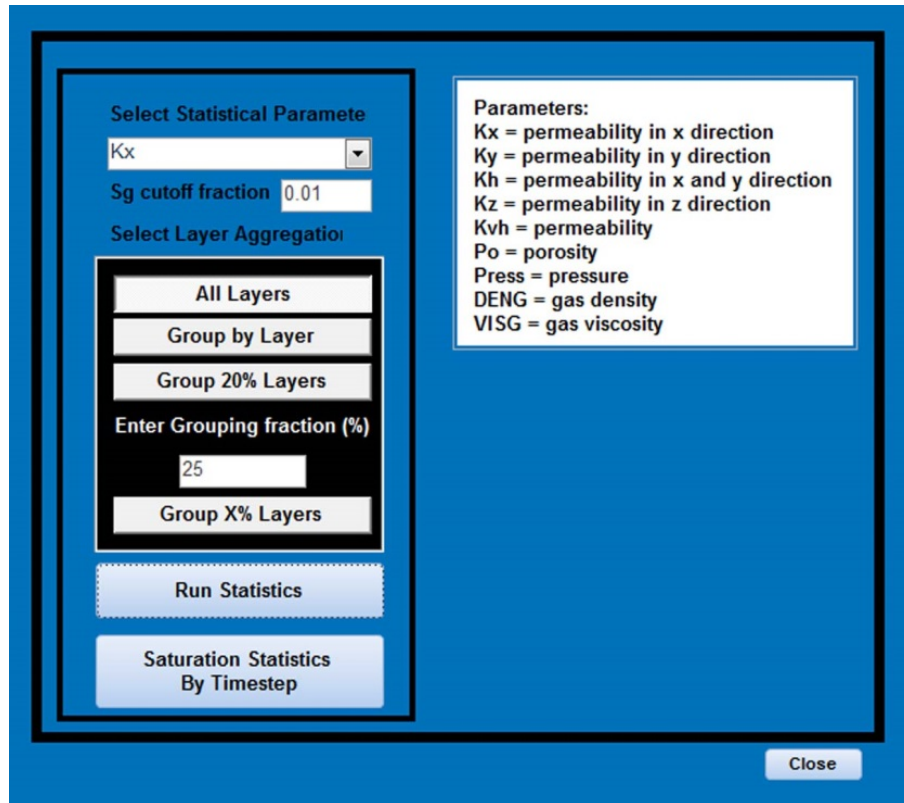 Select Statistical Paramete
Kx
Sg cutoff fraction 0.01
Select Layer Aggregation
All Layers
Group by Layer
Group 20% Layers
Enter Grouping fraction (%)
25
Group X% Layers
Run Statistics
Saturation Statistics
By Timestep
Parameters:
Kx = permeability in x direction
Ky = permeability in y direction
Kh = permeability in x and y direction
Kz = permeability in z direction
Kvh = permeability
Po = porosity
Press = pressure
DENG = gas density
VISG = gas viscosity
Close